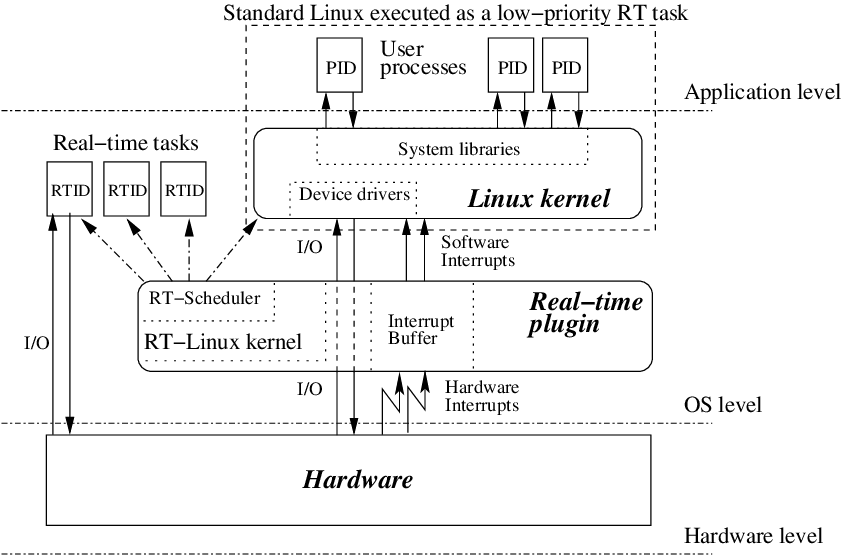 Standard Linux executed as a low−priority RT task
PID
User
processes
PID
PID
Application level
Real−time tasks
System libraries
RTID
RTID
RTID
Device drivers
Linux kernel
I/O
Software
Interrupts
RT−Scheduler
Real−time
plugin
RT−Linux kernel
Interrupt
Buffer
I/O
I/O
Hardware
Interrupts
OS level
Hardware
Hardware level